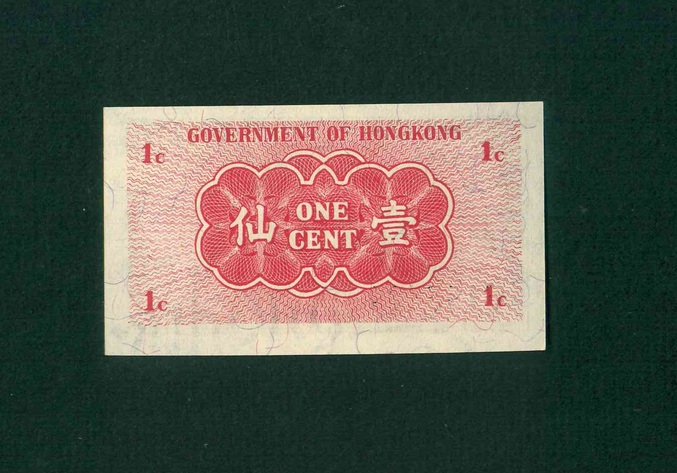 GOVERNMENT OF HONGKONG
1c 1c
仙 ONE CENT 壹
1c 1c